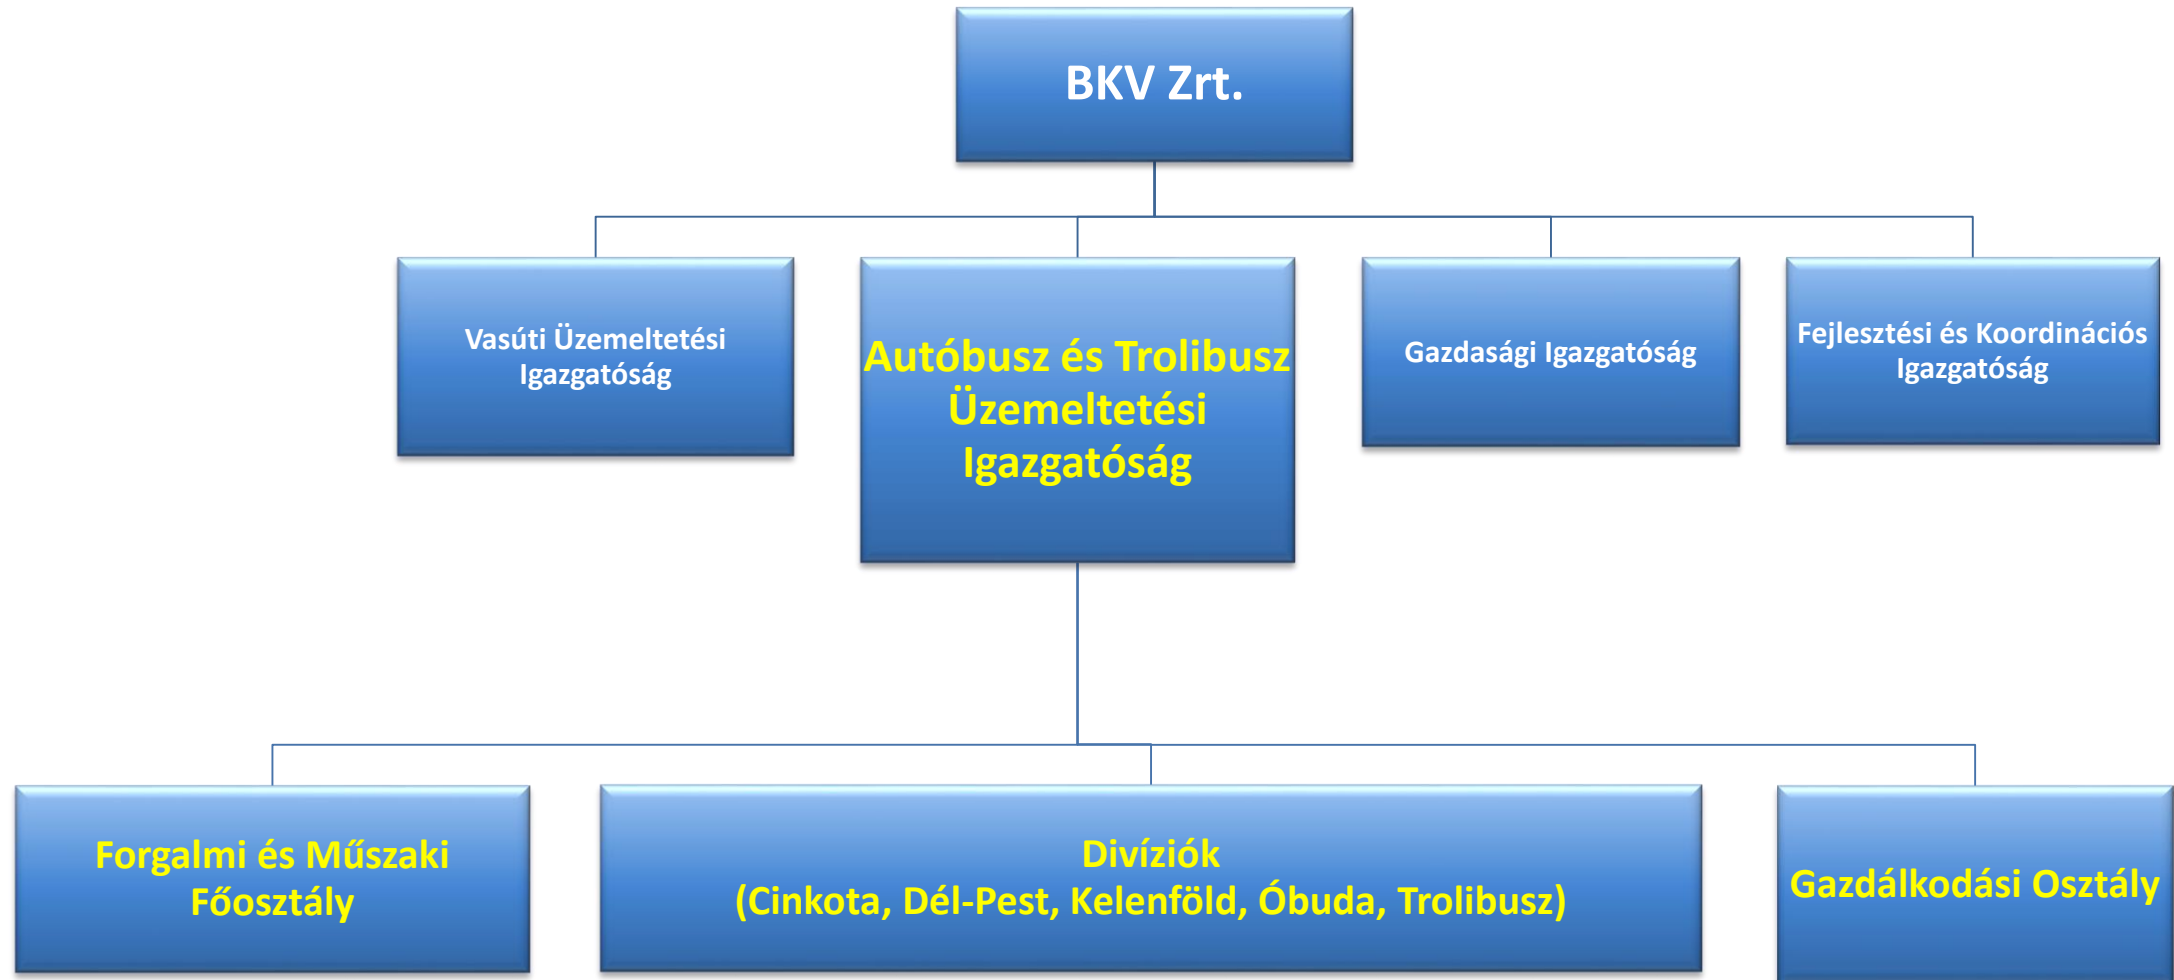 BKV Zrt.
Vasúti Üzemeltetési
Igazgatóság
Autóbusz és Trolibusz
Üzemeltetési
Igazgatóság
Gazdasági Igazgatóság
Fejlesztési és Koordinációs
Igazgatóság
Forgalmi és Műszaki
Főosztály
Divíziók
(Cinkota, Dél-Pest, Kelenföld, Óbuda, Trolibusz)
Gazdálkodási Osztály